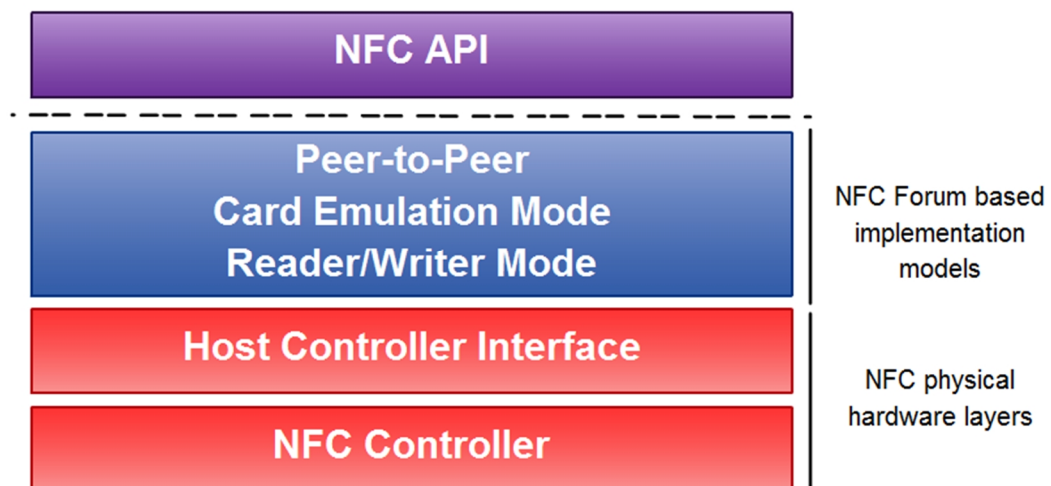 NFC API
Peer-to-Peer
Card Emulation Mode
Reader/Writer Mode
NFC Forum based
implementation
models
Host Controller Interface
NFC Controller
NFC physical
hardware layers